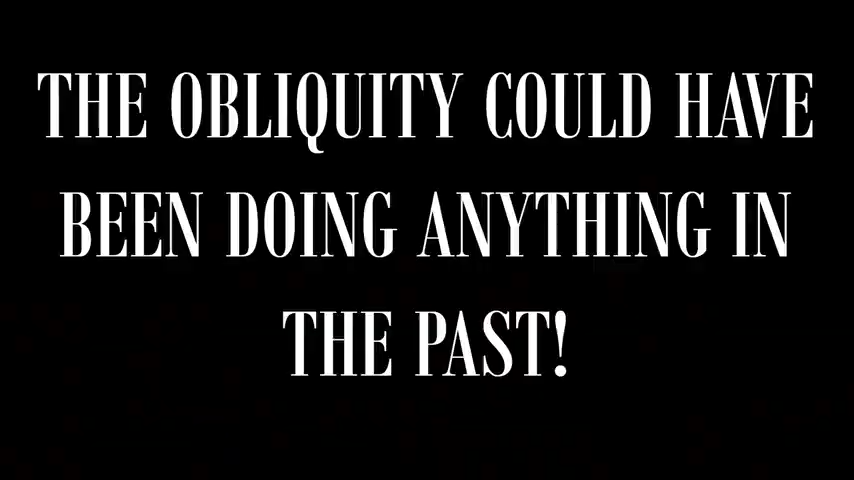 THE OBLIQUITY COULD HAVE
BEEN DOING ANYTHING IN
THE PAST!